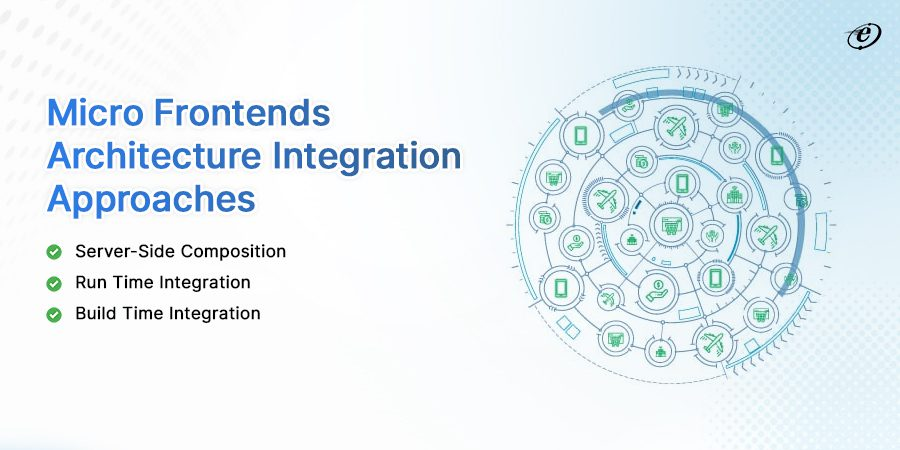 Micro Frontends
Architecture Integration
Approaches
Server-Side Composition
Run Time Integration
Build Time Integration
e